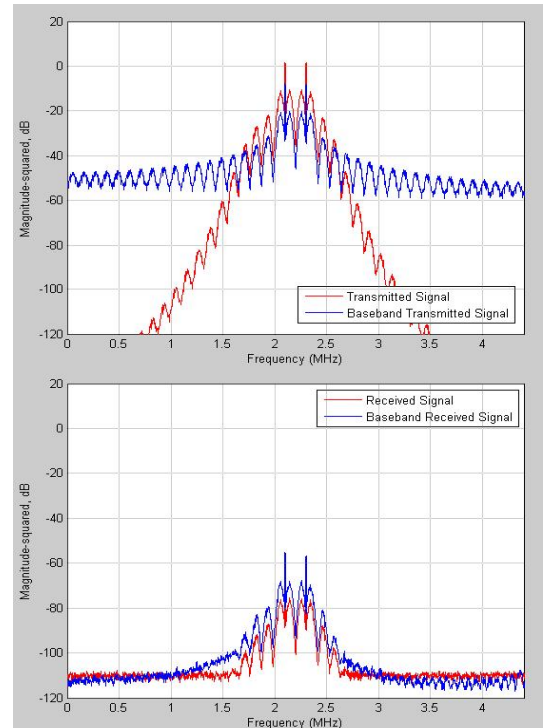 20
0
-20
-40
-60
-80
-100
-120
Magnitude-squared, dB
Transmitted Signal
Baseband Transmitted Signal
0 0.5 1 1.5 2 2.5 3 3.5 4
Frequency (MHz)
20
0
-20
-40
-60
-80
-100
-120
Magnitude-squared, dB
Received Signal
Baseband Received Signal
0 0.5 1 1.5 2 2.5 3 3.5 4
Frequency (MHz)